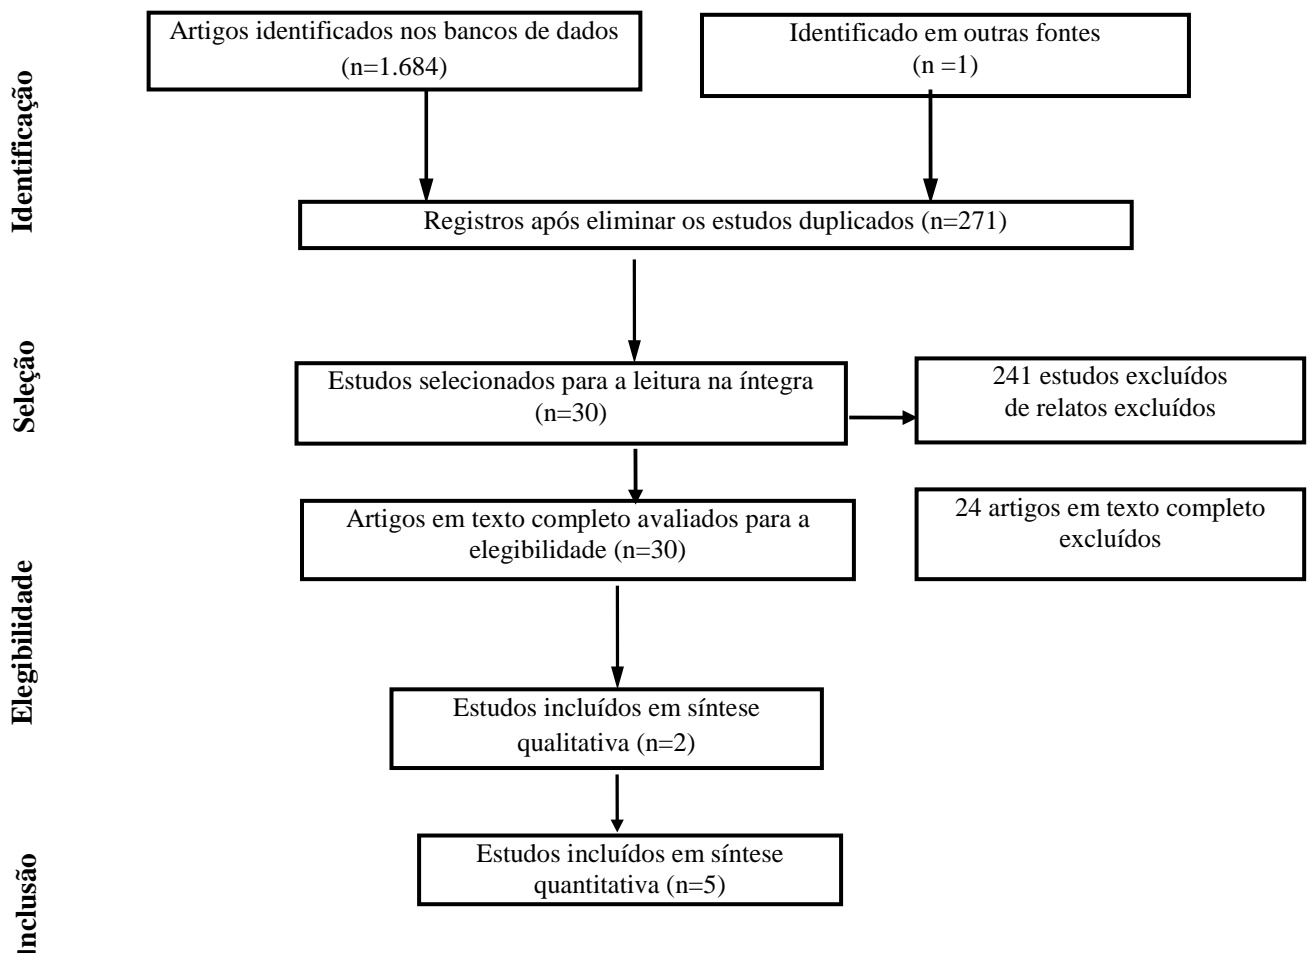 Identificação
Artigos identificados nos bancos de dados
(n=1.684)
Identificado em outras fontes
(n =1)
Registros após eliminar os estudos duplicados (n=271)
Seleção
Estudos selecionados para a leitura na íntegra
(n=30)
241 estudos excluídos
de relatos excluídos
Elegibilidade
Artigos em texto completo avaliados para a
elegibilidade (n=30)
24 artigos em texto completo
excluídos
Estudos incluídos em síntese
qualitativa (n=2)
Inclusão
Estudos incluídos em síntese
quantitativa (n=5)